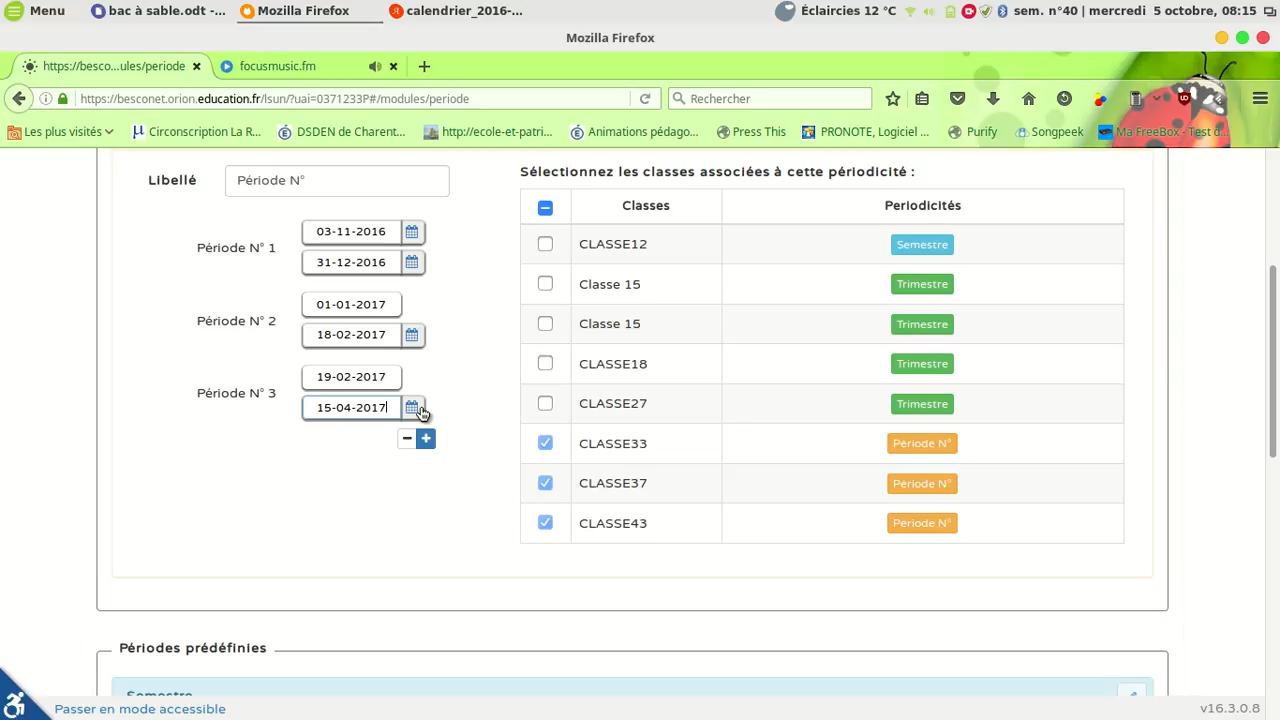 Menu bac à sable.odt -... Mozilla Firefox calendrier_2016-... Éclaircies 12 °C sem. n°40 | mercredi 5 octobre, 08:15
Mozilla Firefox
https://besco...ules/periode focusmusic.fm
https://besconet.orion.education.fr/lsun/?uai=0371233P#/modules/periode Rechercher
Les plus visités Circonscription La R... DSDEN de Charent... http://ecole-et-patri... Animations pédago... Press This PRONOTE, Logiciel ... Purify Songpeek Ma FreeBox - Test d...
Libellé Période N°
Sélectionnez les classes associées à cette périodicité :
Classes Periodicités
Période N° 1 03-11-2016
31-12-2016
Période N° 2 01-01-2017
18-02-2017
Période N° 3 19-02-2017
15-04-2017
CLASSE12 Semestre
Classe 15 Trimestre
Classe 15 Trimestre
CLASSE18 Trimestre
CLASSE27 Trimestre
CLASSE33 Période N°
CLASSE37 Période N°
CLASSE43 Période N°
Périodes prédéfinies
Semestre
Passer en mode accessible v16.3.0.8